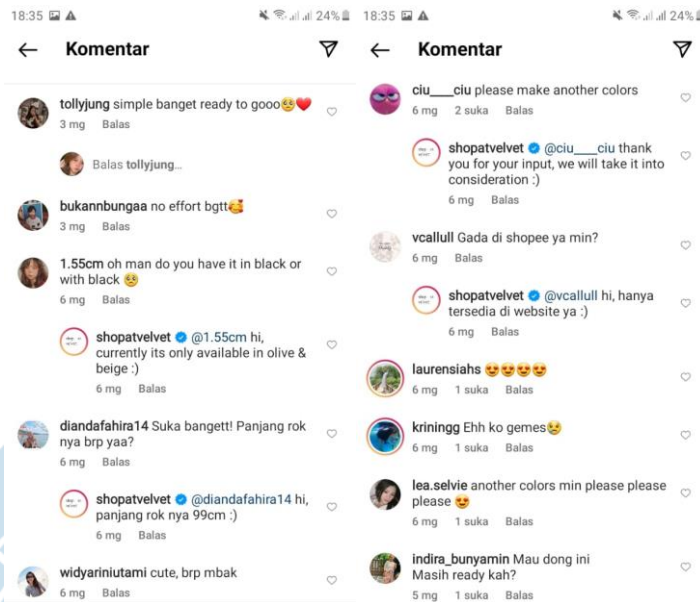 18:35
24%
Komentar
tollyjung simple banget ready to gooo🥺❤️
3 mg Balas
Balas tollyjung...
bukannbungaa no effort bgtt🥰
3 mg Balas
1.55cm oh man do you have it in black or
with black 🥺
6 mg Balas
shopatvelvet @1.55cm hi,
currently its only available in olive &
beige :)
6 mg Balas
diandafahira14 Suka bangett! Panjang rok
nya brp yaa?
6 mg Balas
shopatvelvet @diandafahira14 hi,
panjang rok nya 99cm :)
6 mg Balas
widyariniutami cute, brp mbak
6 mg Balas
18:35
24%
Komentar
ciu____ciu please make another colors
6 mg 2 suka Balas
shopatvelvet @ciu____ciu thank
you for your input, we will take it into
consideration :)
6 mg Balas
vcallull Gada di shopee ya min?
6 mg Balas
shopatvelvet @vcallull hi, hanya
tersedia di website ya :)
6 mg Balas
laurensiahs 😍😍😍😍
6 mg 1 suka Balas
kriningg Ehh ko gemes😢
6 mg 1 suka Balas
lea.selvie another colors min please please
please 😍
6 mg 1 suka Balas
indira_bunyamin Mau dong ini
Masih ready kah?
5 mg 1 suka Balas